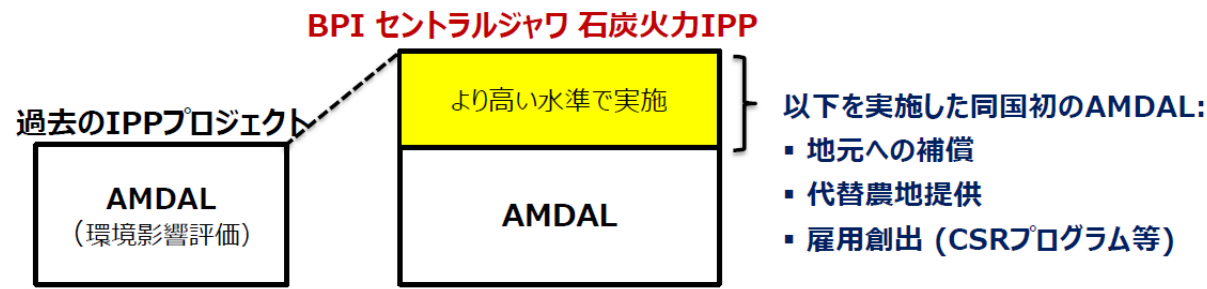 BPI セントラルジャワ 石炭火力IPP
過去のIPPプロジェクト
AMDAL
(環境影響評価)
より高い水準で実施
AMDAL
以下を実施した同国初のAMDAL:
▪ 地元への補償
▪ 代替農地提供
▪ 雇用創出 (CSRプログラム等)